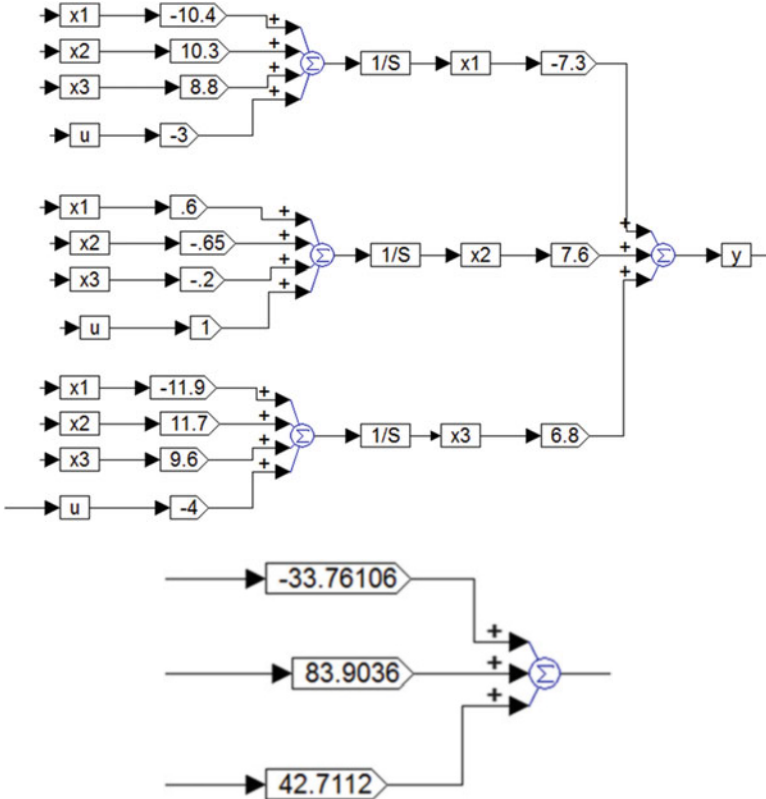 x1 -10.4 +
x2 10.3 +
x3 8.8 + Σ 1/S x1 -7.3
u -3 +
x1 .6 +
x2 -.65 + +
x3 -.2 + Σ 1/S x2 7.6 + Σ y
u 1 + +
x1 -11.9 +
x2 11.7 + Σ 1/S x3 6.8
x3 9.6 +
u -4 +
-33.76106 +
83.9036 + Σ
42.7112 +